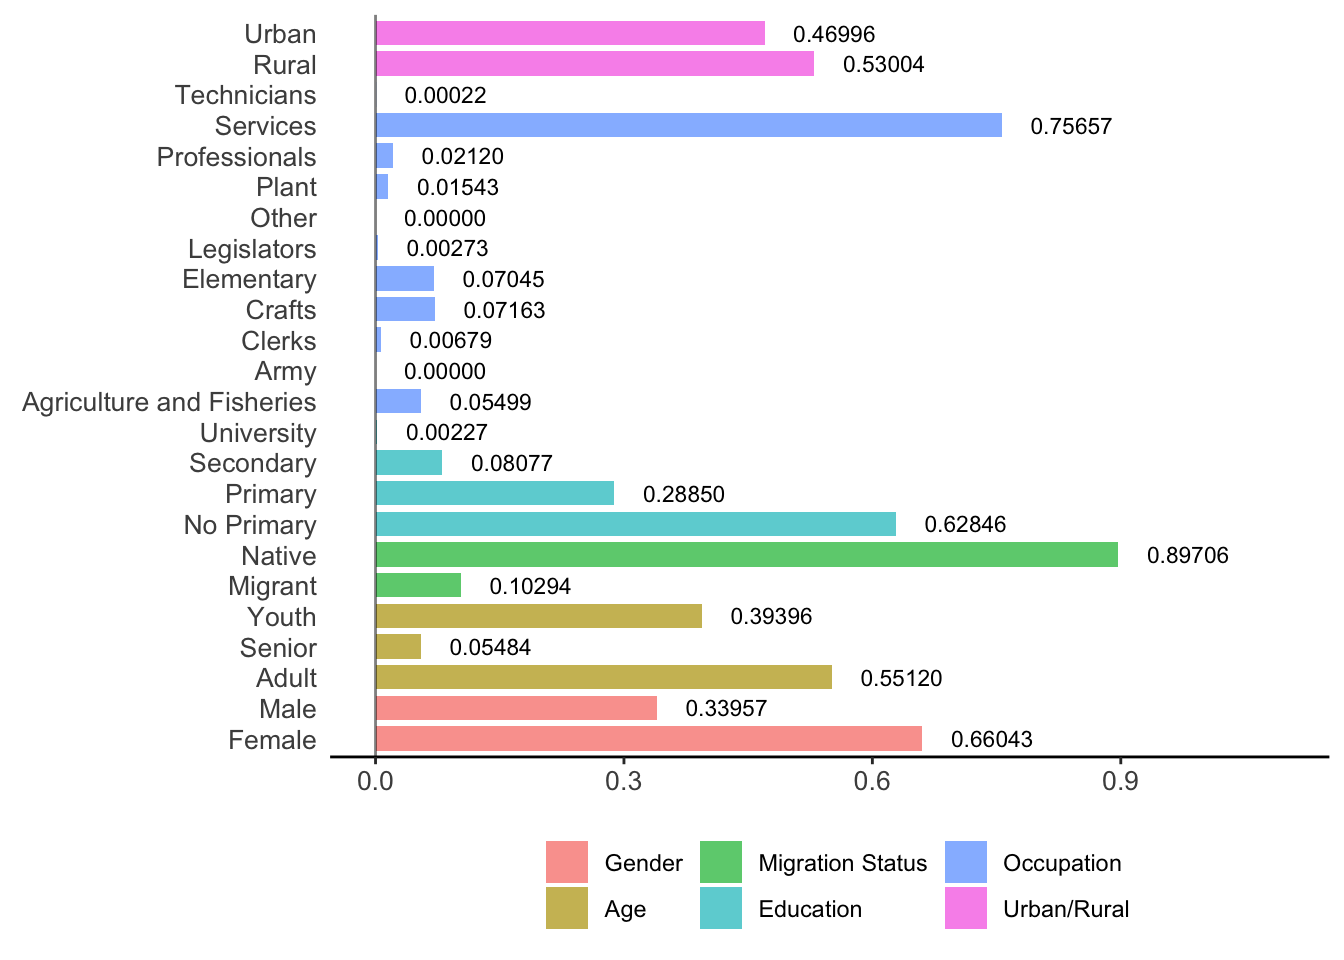 Urban 0.46996
Rural 0.53004
Technicians 0.00022
Services 0.75657
Professionals 0.02120
Plant 0.01543
Other 0.00000
Legislators 0.00273
Elementary 0.07045
Crafts 0.07163
Clerks 0.00679
Army 0.00000
Agriculture and Fisheries 0.05499
University 0.00227
Secondary 0.08077
Primary 0.28850
No Primary 0.62846
Native 0.89706
Migrant 0.10294
Youth 0.39396
Senior 0.05484
Adult 0.55120
Male 0.33957
Female 0.66043
0.0 0.3 0.6 0.9
Gender Migration Status Occupation
Age Education Urban/Rural